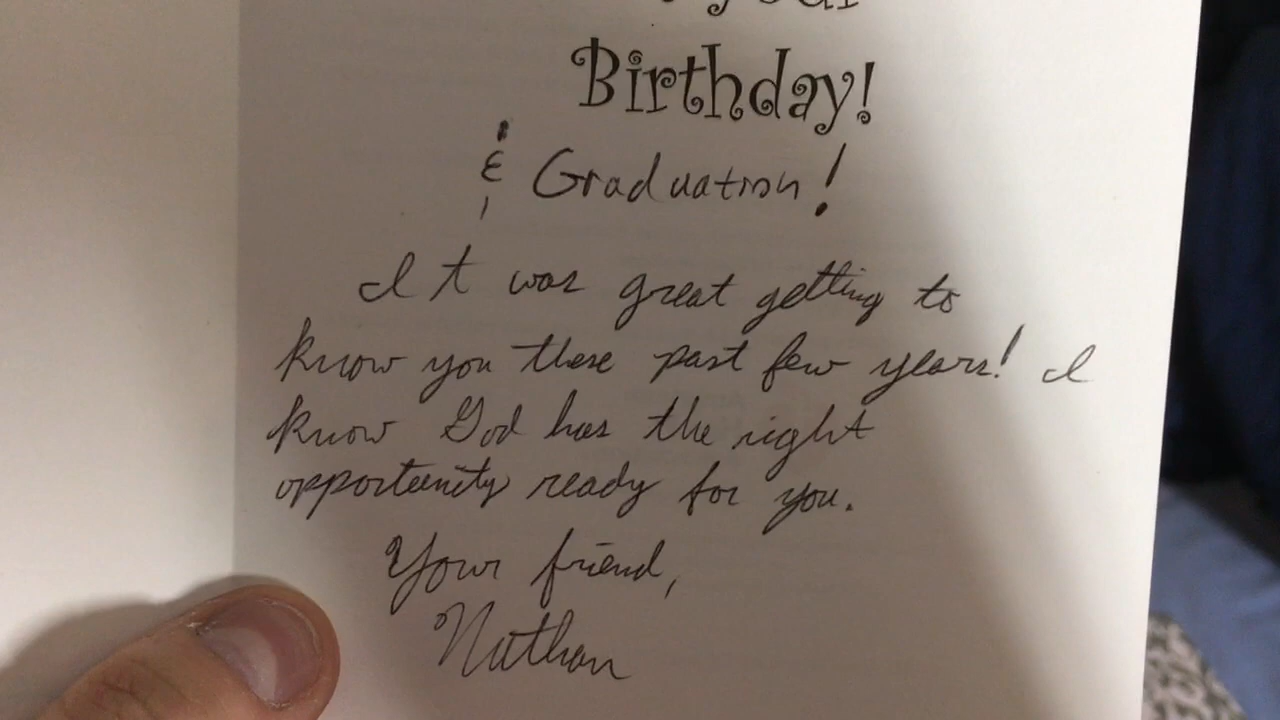 Birthday!
& Graduation!
It was great getting to
know you these past few years! I
know God has the right
opportunity ready for you.
Your friend,
Nathan